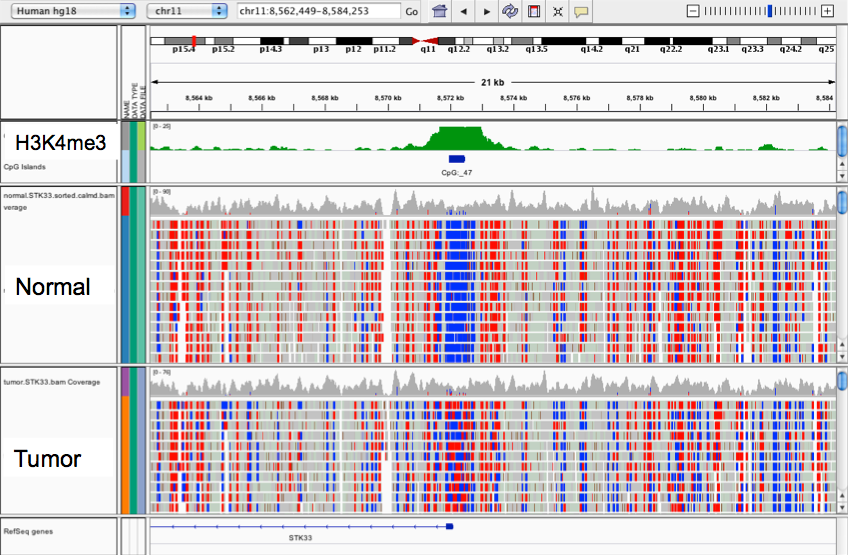 Human hg18 chr11 chr11:8,562,449-8,584,253 Go
p15.4 p15.2 p14.3 p13 p12 p11.2 q11 q12.2 q13.2 q13.5 q14.2 q21 q22.2 q23.1 q23.3 q24.2 q25
21 kb
8,564 kb 8,566 kb 8,568 kb 8,570 kb 8,572 kb 8,574 kb 8,576 kb 8,578 kb 8,580 kb 8,582 kb 8,584
NAME
DATA TYPE
DATA FILE
[0 - 25]
H3K4me3
CpG Islands
CpG:_47
normal.STK33.sorted.calmd.bam
verage
[0 - 90]
Normal
tumor.STK33.bam Coverage
[0 - 76]
Tumor
RefSeq genes
STK33